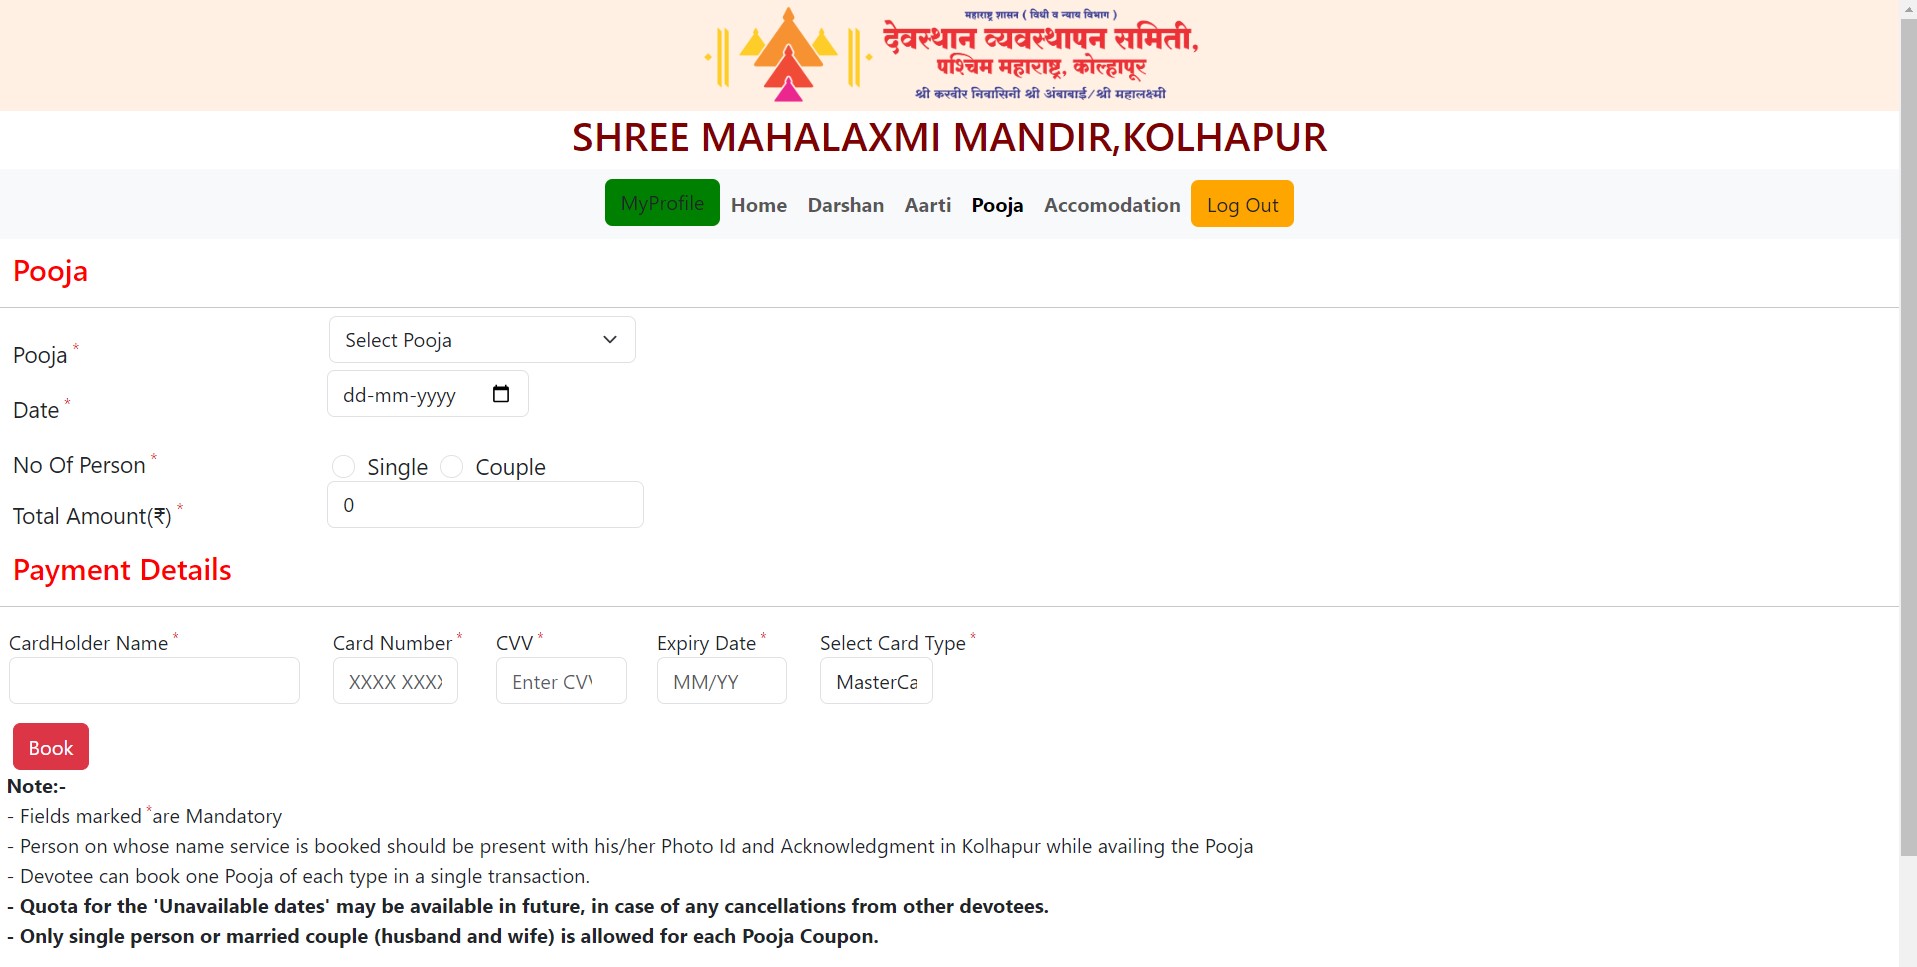 महाराष्ट्र शासन ( विधी व न्याय विभाग )
देवस्थान व्यवस्थापन समिती,
पश्चिम महाराष्ट्र, कोल्हापूर
श्री करवीर निवासिनी श्री अंबाबाई/श्री महालक्ष्मी
SHREE MAHALAXMI MANDIR,KOLHAPUR
MyProfile Home Darshan Aarti Pooja Accomodation Log Out
Pooja
Pooja * Select Pooja
Date * dd-mm-yyyy
No Of Person * Single Couple
Total Amount(₹) * 0
Payment Details
CardHolder Name * Card Number * CVV * Expiry Date * Select Card Type *
XXXX XXXX Enter CV MM/YY MasterCa
Book
Note:-
- Fields marked *are Mandatory
- Person on whose name service is booked should be present with his/her Photo Id and Acknowledgment in Kolhapur while availing the Pooja
- Devotee can book one Pooja of each type in a single transaction.
- Quota for the 'Unavailable dates' may be available in future, in case of any cancellations from other devotees.
- Only single person or married couple (husband and wife) is allowed for each Pooja Coupon.